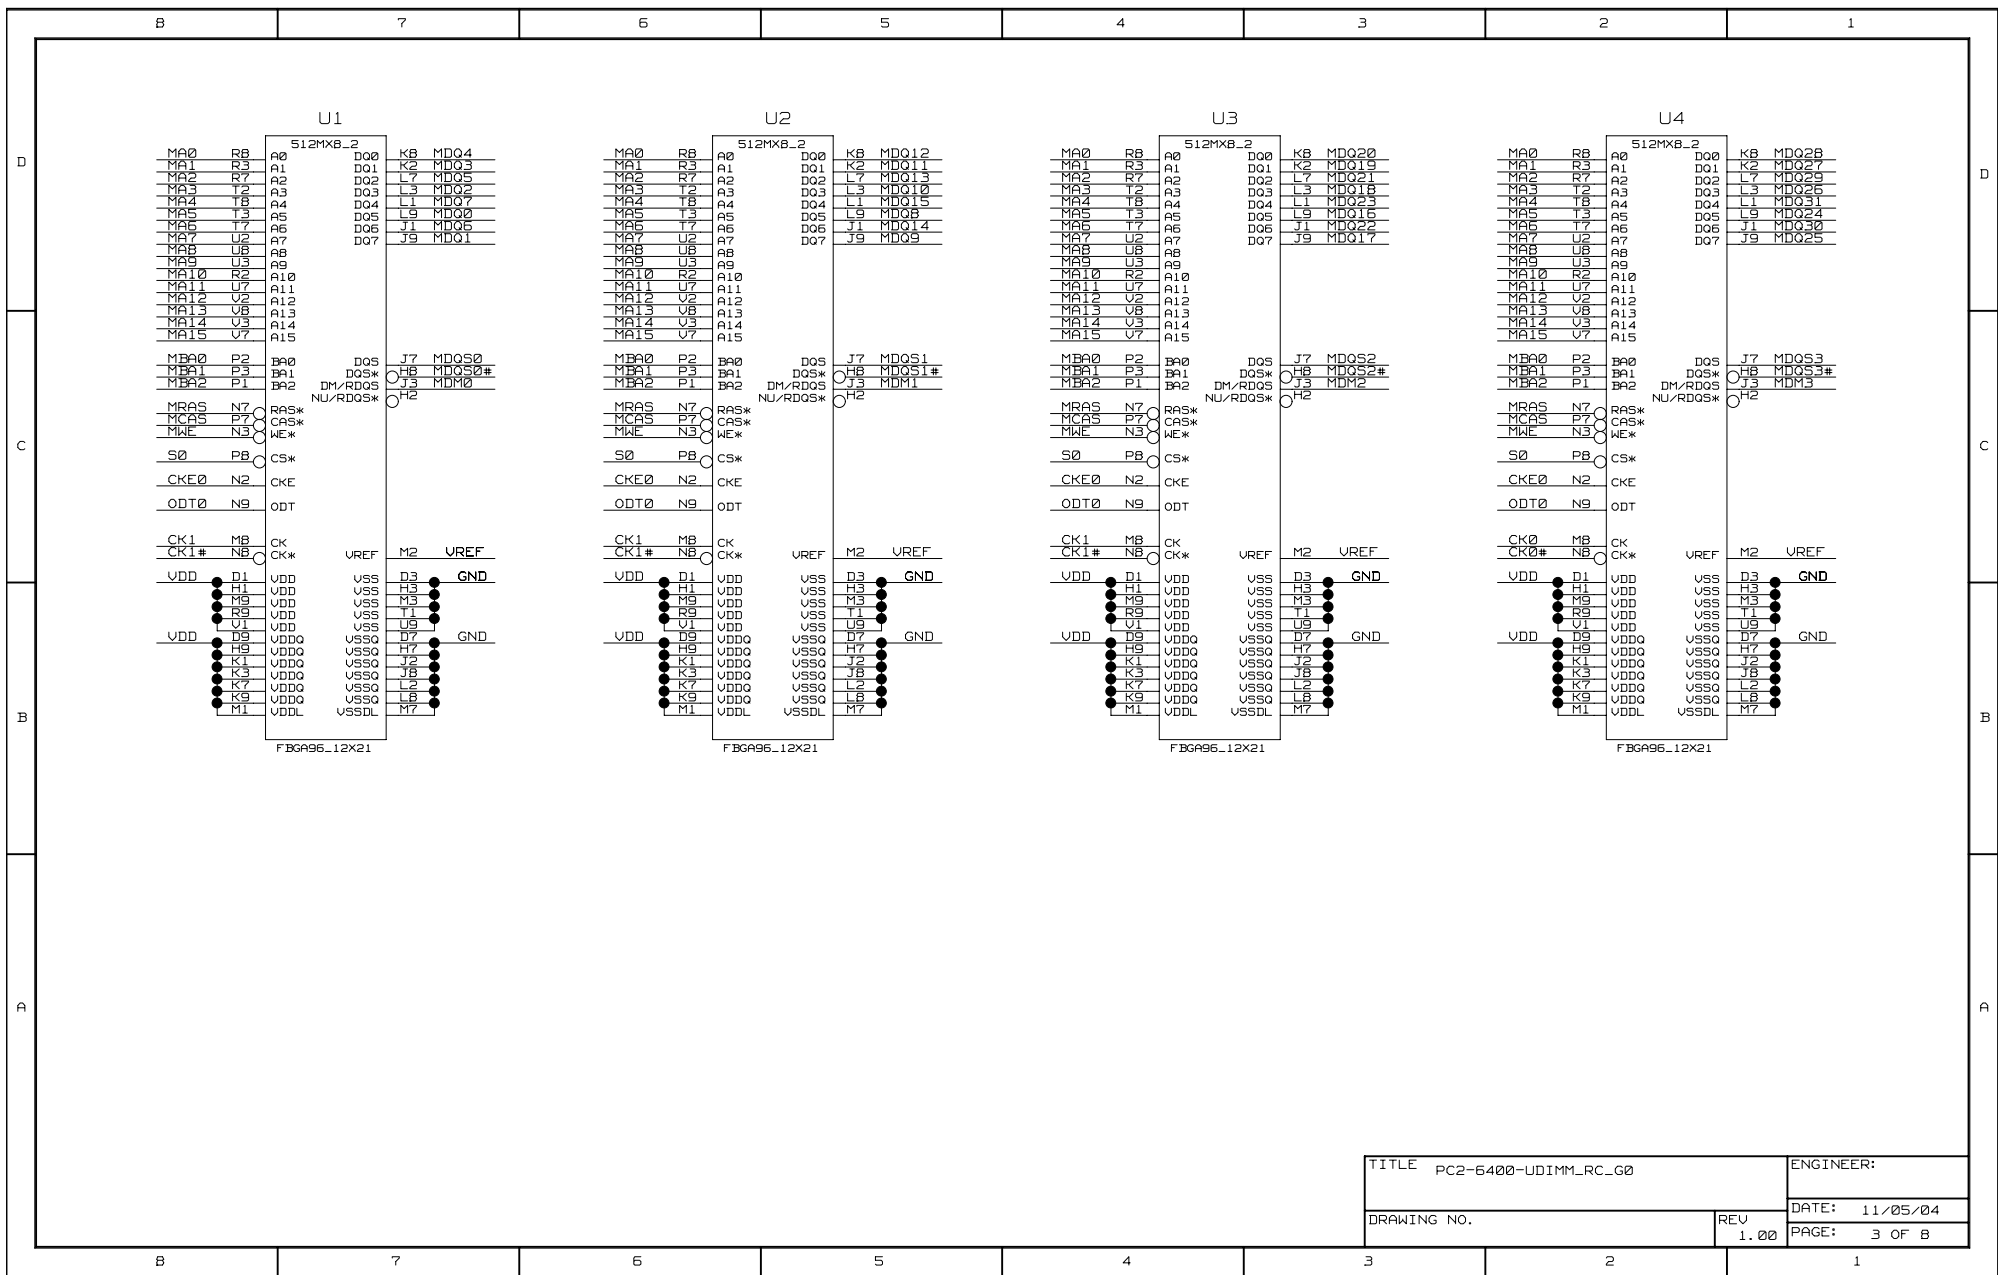 8 7 6 5 4 3 2 1
D
C
B
A
U1
512MX8_2
MA0 R8 A0 DQ0 K8 MDQ4
MA1 R3 A1 DQ1 K2 MDQ3
MA2 R7 A2 DQ2 L7 MDQ5
MA3 T2 A3 DQ3 L3 MDQ2
MA4 T8 A4 DQ4 L1 MDQ7
MA5 T3 A5 DQ5 L9 MDQ0
MA6 T7 A6 DQ6 J1 MDQ6
MA7 U2 A7 DQ7 J9 MDQ1
MA8 U8 A8
MA9 U3 A9
MA10 R2 A10
MA11 U7 A11
MA12 V2 A12
MA13 V8 A13
MA14 V3 A14
MA15 V7 A15
MBA0 P2 BA0 DQS J7 MDQS0
MBA1 P3 BA1 DQS* H8 MDQS0#
MBA2 P1 BA2 DM/RDQS J3 MDM0
NU/RDQS* H2
MRAS N7 RAS*
MCAS P7 CAS*
MWE N3 WE*
S0 P8 CS*
CKE0 N2 CKE
ODT0 N9 ODT
CK1 M8 CK
CK1# N8 CK* VREF M2 VREF
VDD D1 VDD VSS D3 GND
H1 VDD VSS H3
M9 VDD VSS M3
R9 VDD VSS T1
V1 VDD VSS U9
VDD D9 VDDQ VSSQ D7 GND
H9 VDDQ VSSQ H7
K1 VDDQ VSSQ J2
K3 VDDQ VSSQ J8
K7 VDDQ VSSQ L2
K9 VDDQ VSSQ L8
M1 VDDL VSSDL M7
FBGA96_12X21
U2
512MX8_2
MA0 R8 A0 DQ0 K8 MDQ12
MA1 R3 A1 DQ1 K2 MDQ11
MA2 R7 A2 DQ2 L7 MDQ13
MA3 T2 A3 DQ3 L3 MDQ10
MA4 T8 A4 DQ4 L1 MDQ15
MA5 T3 A5 DQ5 L9 MDQ8
MA6 T7 A6 DQ6 J1 MDQ14
MA7 U2 A7 DQ7 J9 MDQ9
MA8 U8 A8
MA9 U3 A9
MA10 R2 A10
MA11 U7 A11
MA12 V2 A12
MA13 V8 A13
MA14 V3 A14
MA15 V7 A15
MBA0 P2 BA0 DQS J7 MDQS1
MBA1 P3 BA1 DQS* H8 MDQS1#
MBA2 P1 BA2 DM/RDQS J3 MDM1
NU/RDQS* H2
MRAS N7 RAS*
MCAS P7 CAS*
MWE N3 WE*
S0 P8 CS*
CKE0 N2 CKE
ODT0 N9 ODT
CK1 M8 CK
CK1# N8 CK* VREF M2 VREF
VDD D1 VDD VSS D3 GND
H1 VDD VSS H3
M9 VDD VSS M3
R9 VDD VSS T1
V1 VDD VSS U9
VDD D9 VDDQ VSSQ D7 GND
H9 VDDQ VSSQ H7
K1 VDDQ VSSQ J2
K3 VDDQ VSSQ J8
K7 VDDQ VSSQ L2
K9 VDDQ VSSQ L8
M1 VDDL VSSDL M7
FBGA96_12X21
U3
512MX8_2
MA0 R8 A0 DQ0 K8 MDQ20
MA1 R3 A1 DQ1 K2 MDQ19
MA2 R7 A2 DQ2 L7 MDQ21
MA3 T2 A3 DQ3 L3 MDQ18
MA4 T8 A4 DQ4 L1 MDQ23
MA5 T3 A5 DQ5 L9 MDQ16
MA6 T7 A6 DQ6 J1 MDQ22
MA7 U2 A7 DQ7 J9 MDQ17
MA8 U8 A8
MA9 U3 A9
MA10 R2 A10
MA11 U7 A11
MA12 V2 A12
MA13 V8 A13
MA14 V3 A14
MA15 V7 A15
MBA0 P2 BA0 DQS J7 MDQS2
MBA1 P3 BA1 DQS* H8 MDQS2#
MBA2 P1 BA2 DM/RDQS J3 MDM2
NU/RDQS* H2
MRAS N7 RAS*
MCAS P7 CAS*
MWE N3 WE*
S0 P8 CS*
CKE0 N2 CKE
ODT0 N9 ODT
CK1 M8 CK
CK1# N8 CK* VREF M2 VREF
VDD D1 VDD VSS D3 GND
H1 VDD VSS H3
M9 VDD VSS M3
R9 VDD VSS T1
V1 VDD VSS U9
VDD D9 VDDQ VSSQ D7 GND
H9 VDDQ VSSQ H7
K1 VDDQ VSSQ J2
K3 VDDQ VSSQ J8
K7 VDDQ VSSQ L2
K9 VDDQ VSSQ L8
M1 VDDL VSSDL M7
FBGA96_12X21
U4
512MX8_2
MA0 R8 A0 DQ0 K8 MDQ28
MA1 R3 A1 DQ1 K2 MDQ27
MA2 R7 A2 DQ2 L7 MDQ29
MA3 T2 A3 DQ3 L3 MDQ26
MA4 T8 A4 DQ4 L1 MDQ31
MA5 T3 A5 DQ5 L9 MDQ24
MA6 T7 A6 DQ6 J1 MDQ30
MA7 U2 A7 DQ7 J9 MDQ25
MA8 U8 A8
MA9 U3 A9
MA10 R2 A10
MA11 U7 A11
MA12 V2 A12
MA13 V8 A13
MA14 V3 A14
MA15 V7 A15
MBA0 P2 BA0 DQS J7 MDQS3
MBA1 P3 BA1 DQS* H8 MDQS3#
MBA2 P1 BA2 DM/RDQS J3 MDM3
NU/RDQS* H2
MRAS N7 RAS*
MCAS P7 CAS*
MWE N3 WE*
S0 P8 CS*
CKE0 N2 CKE
ODT0 N9 ODT
CK0 M8 CK
CK0# N8 CK* VREF M2 VREF
VDD D1 VDD VSS D3 GND
H1 VDD VSS H3
M9 VDD VSS M3
R9 VDD VSS T1
V1 VDD VSS U9
VDD D9 VDDQ VSSQ D7 GND
H9 VDDQ VSSQ H7
K1 VDDQ VSSQ J2
K3 VDDQ VSSQ J8
K7 VDDQ VSSQ L2
K9 VDDQ VSSQ L8
M1 VDDL VSSDL M7
FBGA96_12X21
D
C
B
A
TITLE PC2-6400-UDIMM_RC_G0
ENGINEER:
DATE: 11/05/04
DRAWING NO.
REV 1.00
PAGE: 3 OF 8
8 7 6 5 4 3 2 1